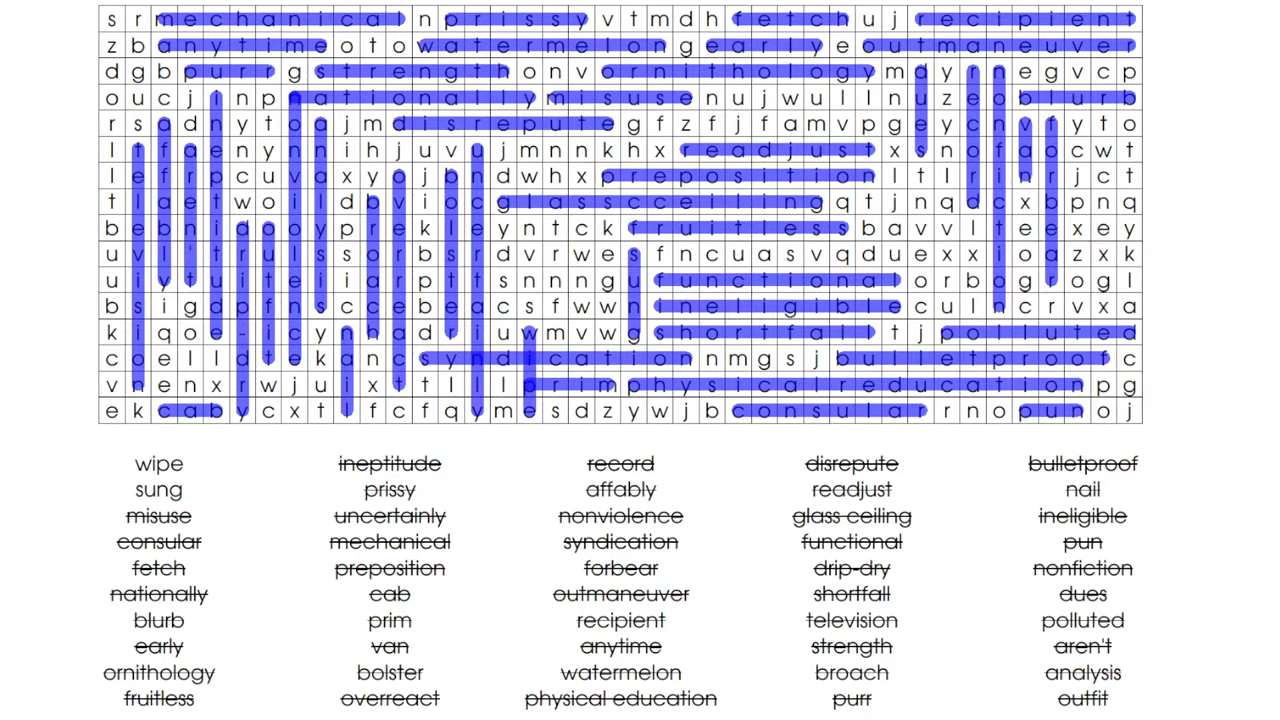 s r m e c h a n i c a l n p r i s s y v t m d h f e t c h u j r e c i p i e n t
z b a n y t i m e o t o w a t e r m e l o n g e a r l y e o u t m a n e u v e r
d g b p u r r g s t r e n g t h o n v o r n i t h o l o g y m d y r n e g v c p
o u c j i n p n a t i o n a l l y m i s u s e n u j w u l l n u z e o b l u r b
r s a d n y t o a j m d i s r e p u t e g f z f j f a m v p g e y c n v f y t o
l t f a e n y n n i h j u v u j m n n k h x r e a d j u s t x s n o f a o c w t
l e f r p c u v a x y o j b n d w h x p r e p o s i t i o n l t l r i n r j c t
t l a e t w o i l d b v i o c g l a s s c c e i l i n g q t j n q d c x b p n q
b e b n i d o o y p r e k l e y n t c k f r u i t l e s s b a v v l t e e x e y
u v l ' t r u l s s o r b s r d v r w e s f n c u a s v q d u e x x i o a z x k
u i y t u i t e i i a r p t t s n n n g u f u n c t i o n a l o r b o g r o g l
b s i g d p f n s c c e b e a c s f w w n i n e l i g i b l e c u l n c r v x a
k i q o e - i c y n h a d r i u w m v w g s h o r t f a l l t j p o l l u t e d
c o e l l d t e k a n c s y n d i c a t i o n n m g s j b u l l e t p r o o f c
v n e n x r w j u i x t t l l l p r i m p h y s i c a l r e d u c a t i o n p g
e k c a b y c x t l f c f q y m e s d z y w j b c o n s u l a r r n o p u n o j
wipe ineptitude record disrepute bulletproof
sung prissy affably readjust nail
misuse uncertainly nonviolence glass ceiling ineligible
consular mechanical syndication functional pun
fetch preposition forbear drip-dry nonfiction
nationally cab outmaneuver shortfall dues
blurb prim recipient television polluted
early van anytime strength aren't
ornithology bolster watermelon broach analysis
fruitless overreact physical education purr outfit